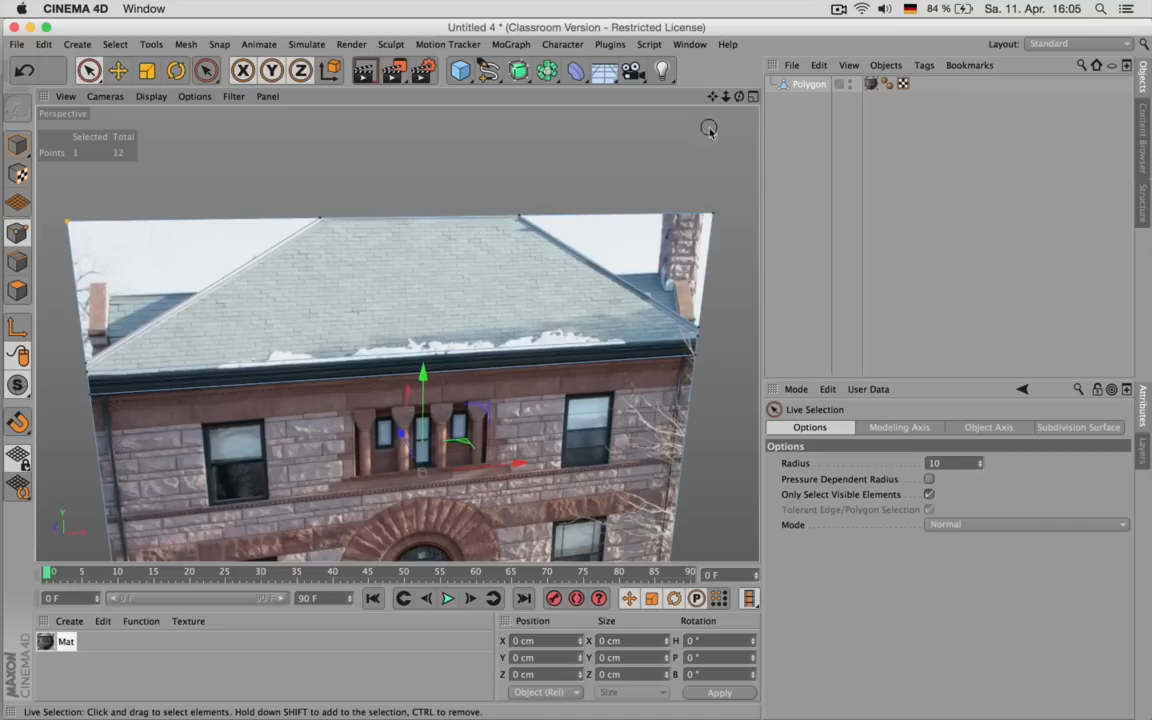 CINEMA 4D Window 84 % Sa. 11. Apr. 16:05
Untitled 4 * (Classroom Version - Restricted License)
File Edit Create Select Tools Mesh Snap Animate Simulate Render Sculpt Motion Tracker MoGraph Character Plugins Script Window Help Layout: Standard
X Y Z
File Edit View Objects Tags Bookmarks
Polygon
View Cameras Display Options Filter Panel
Perspective
Selected Total
Points 1 12
Objects
Content Browser
Structure
Mode Edit User Data
Live Selection
Options Modeling Axis Object Axis Subdivision Surface
Options
Radius 10
Pressure Dependent Radius
Only Select Visible Elements
Tolerant Edge/Polygon Selection
Mode Normal
Attributes
Layers
S
Y
Z
0 5 10 15 20 25 30 35 40 45 50 55 60 65 70 75 80 85 90 0 F
0 F 0 F 90 F 90 F P
Create Edit Function Texture
Mat
Position Size Rotation
X 0 cm X 0 cm H 0 °
Y 0 cm Y 0 cm P 0 °
Z 0 cm Z 0 cm B 0 °
Object (Rel) Size Apply
MAXON
CINEMA 4D
Live Selection: Click and drag to select elements. Hold down SHIFT to add to the selection, CTRL to remove.